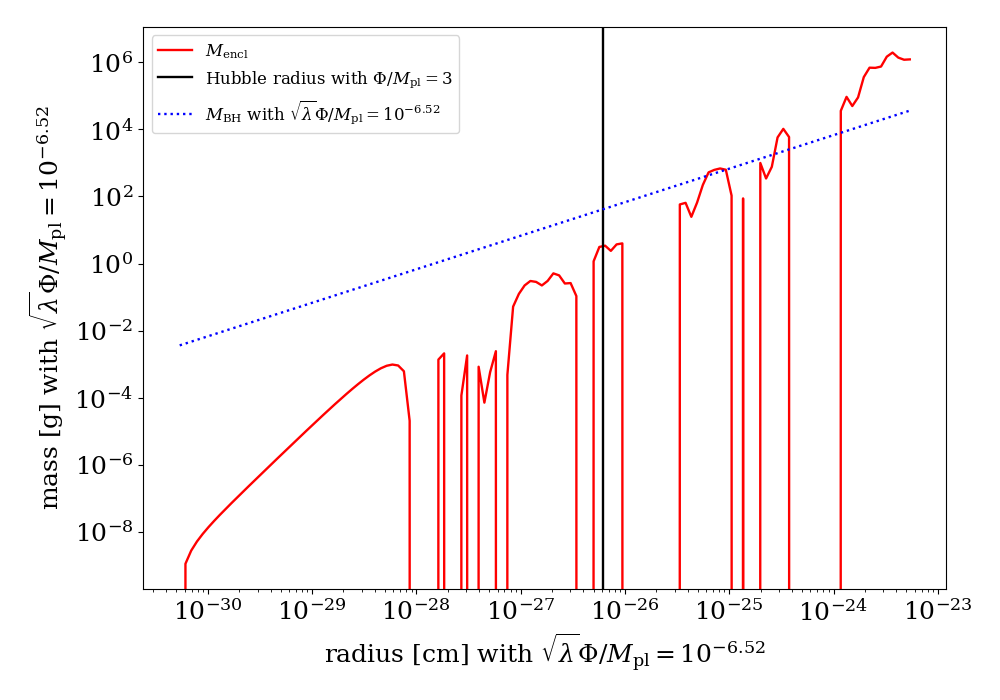 M_encl
Hubble radius with Φ/M_pl = 3
M_BH with √λΦ/M_pl = 10^−6.52
mass [g] with √λΦ/M_pl = 10^−6.52
10^6
10^4
10^2
10^0
10^−2
10^−4
10^−6
10^−8
10^−30 10^−29 10^−28 10^−27 10^−26 10^−25 10^−24 10^−23
radius [cm] with √λΦ/M_pl = 10^−6.52